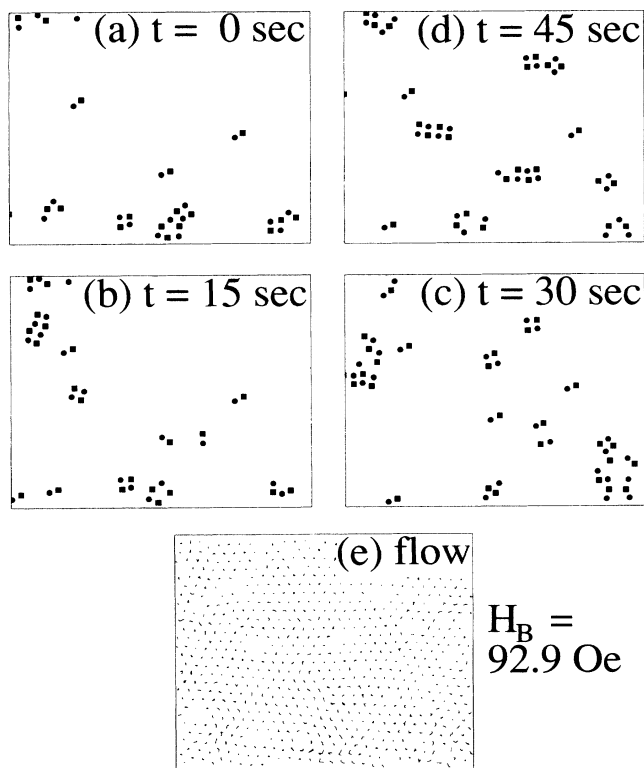 (a) t = 0 sec
(d) t = 45 sec
(b) t = 15 sec
(c) t = 30 sec
(e) flow
H_B =
92.9 Oe